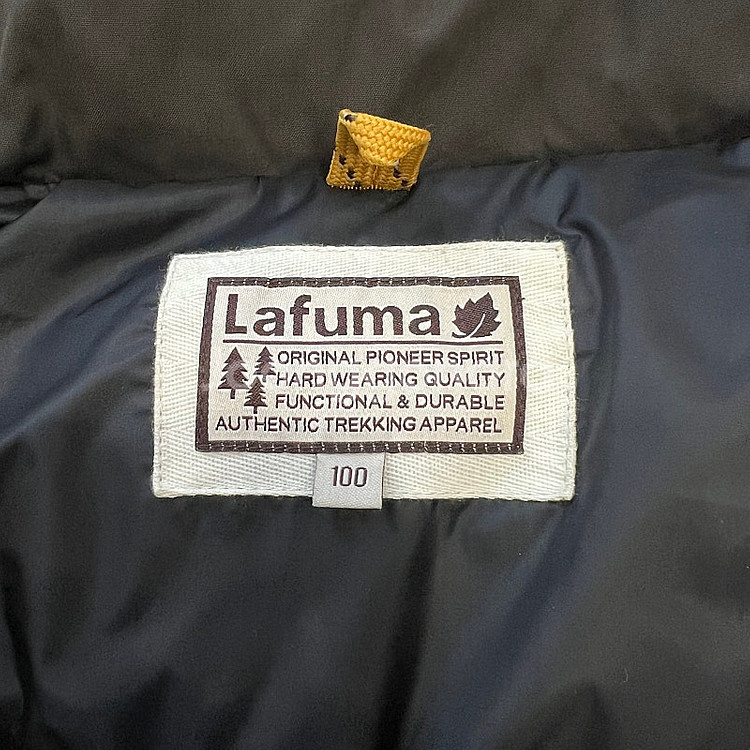 Lafuma
ORIGINAL PIONEER SPIRIT
HARD WEARING QUALITY
FUNCTIONAL & DURABLE
AUTHENTIC TREKKING APPAREL
100